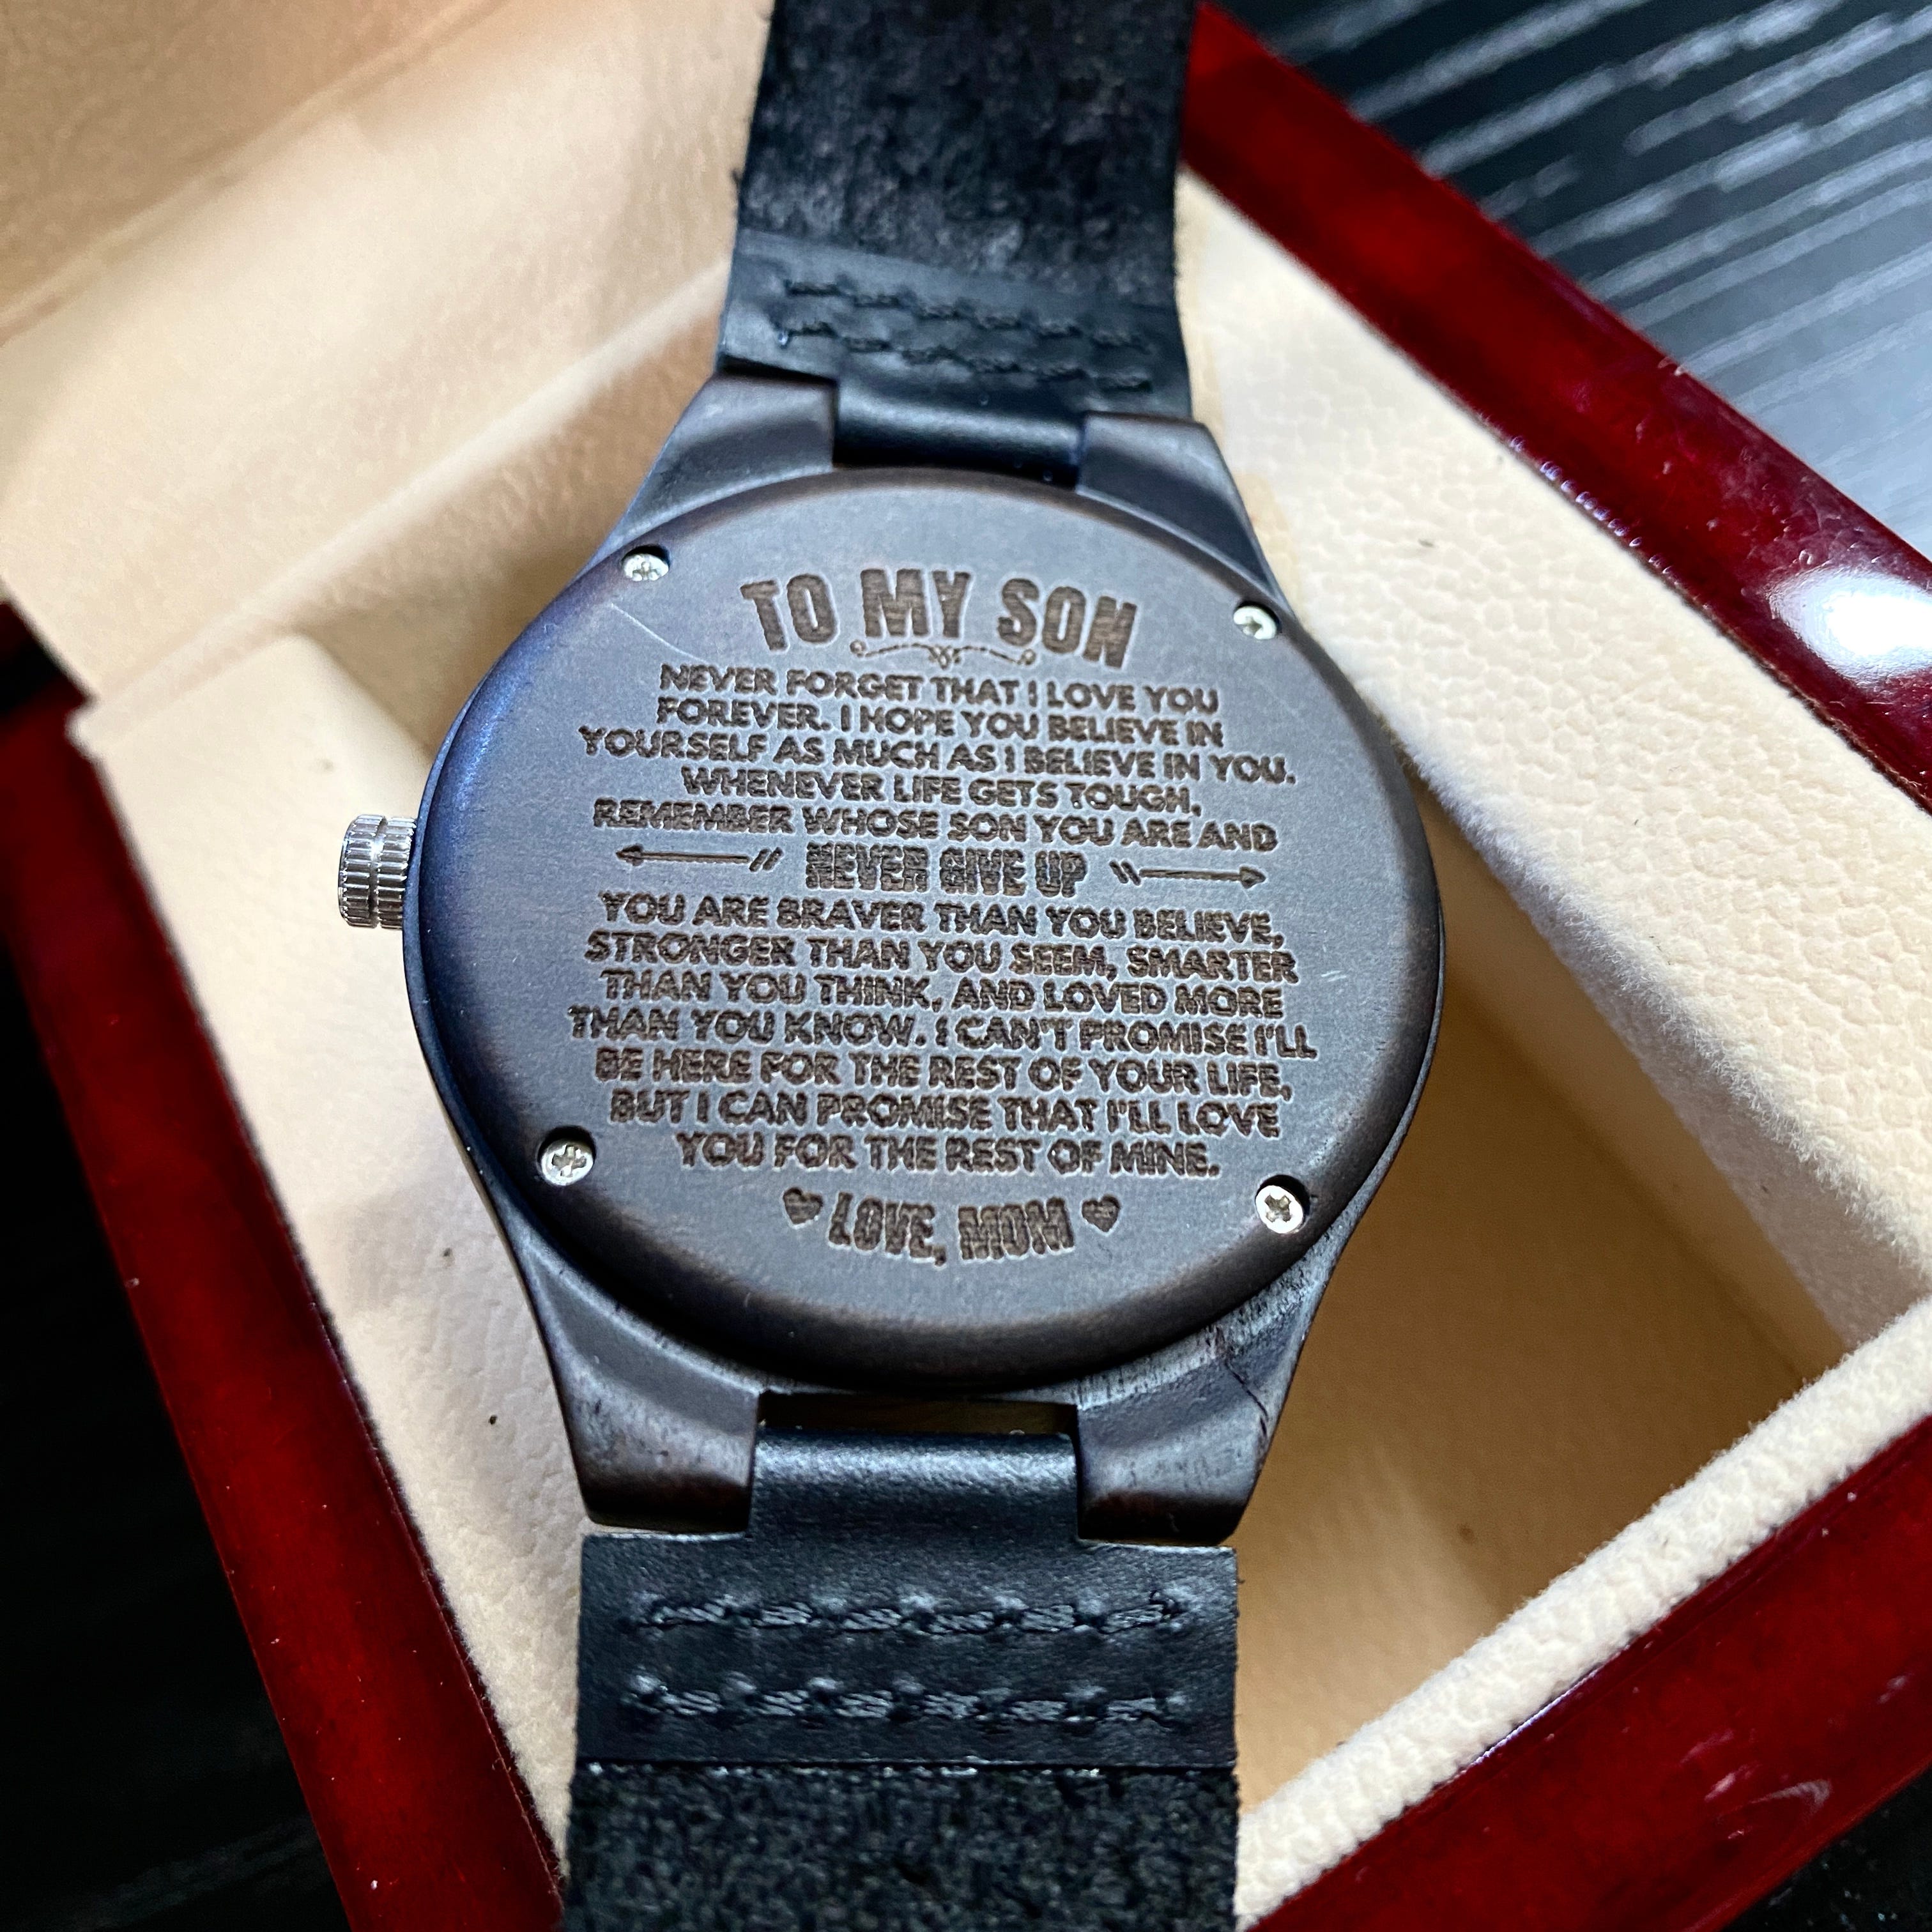 TO MY SON
NEVER FORGET THAT I LOVE YOU
FOREVER. I HOPE YOU BELIEVE IN
YOURSELF AS MUCH AS I BELIEVE IN YOU.
WHENEVER LIFE GETS TOUGH,
REMEMBER WHOSE SON YOU ARE AND
NEVER GIVE UP
YOU ARE BRAVER THAN YOU BELIEVE,
STRONGER THAN YOU SEEM, SMARTER
THAN YOU THINK, AND LOVED MORE
THAN YOU KNOW. I CAN'T PROMISE I'LL
BE HERE FOR THE REST OF YOUR LIFE,
BUT I CAN PROMISE THAT I'LL LOVE
YOU FOR THE REST OF MINE.
LOVE, MOM